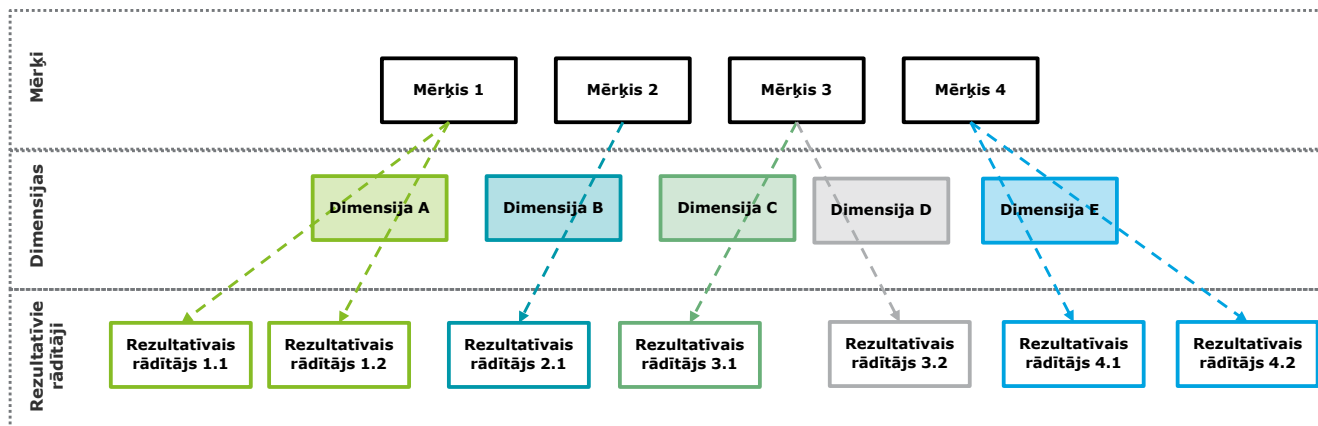 Mērķi
Mērķis 1
Mērķis 2
Mērķis 3
Mērķis 4
Dimensijas
Dimensija A
Dimensija B
Dimensija C
Dimensija D
Dimensija E
Rezultatīvie
rādītāji
Rezultatīvais
rādītājs 1.1
Rezultatīvais
rādītājs 1.2
Rezultatīvais
rādītājs 2.1
Rezultatīvais
rādītājs 3.1
Rezultatīvais
rādītājs 3.2
Rezultatīvais
rādītājs 4.1
Rezultatīvais
rādītājs 4.2